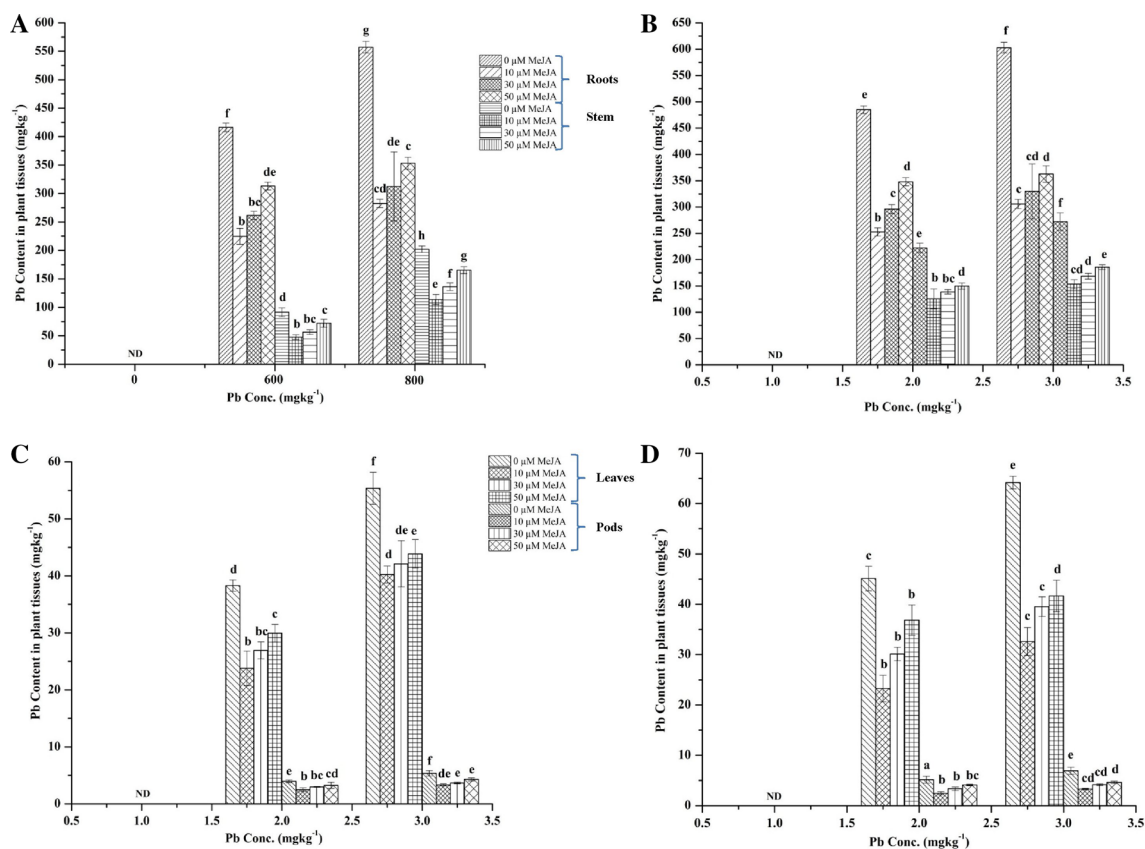 A
Pb Content in plant tissues (mgkg-1)
600
550
500
450
400
350
300
250
200
150
100
50
0
f
b
bc
de
d
b
bc
c
g
cd
de
c
h
e
f
g
ND
0
600
800
Pb Conc. (mgkg-1)
0 µM MeJA
10 µM MeJA
30 µM MeJA
50 µM MeJA
0 µM MeJA
10 µM MeJA
30 µM MeJA
50 µM MeJA
Roots
Stem
B
Pb Content in plant tissues (mgkg-1)
650
600
550
500
450
400
350
300
250
200
150
100
50
0
e
b
c
d
e
b
bc
d
f
c
cd
d
f
cd
d
e
ND
0.5
1.0
1.5
2.0
2.5
3.0
3.5
Pb Conc. (mgkg-1)
C
Pb Content in plant tissues (mgkg-1)
60
50
40
30
20
10
0
d
b
bc
c
e
b
bc
cd
f
d
de
e
f
de
e
e
ND
0.5
1.0
1.5
2.0
2.5
3.0
3.5
Pb Conc. (mgkg-1)
0 µM MeJA
10 µM MeJA
30 µM MeJA
50 µM MeJA
0 µM MeJA
10 µM MeJA
30 µM MeJA
50 µM MeJA
Leaves
Pods
D
Pb Content in plant tissues (mgkg-1)
70
60
50
40
30
20
10
0
c
b
b
b
a
b
b
bc
e
c
c
d
e
cd
cd
d
ND
0.5
1.0
1.5
2.0
2.5
3.0
3.5
Pb Conc. (mgkg-1)